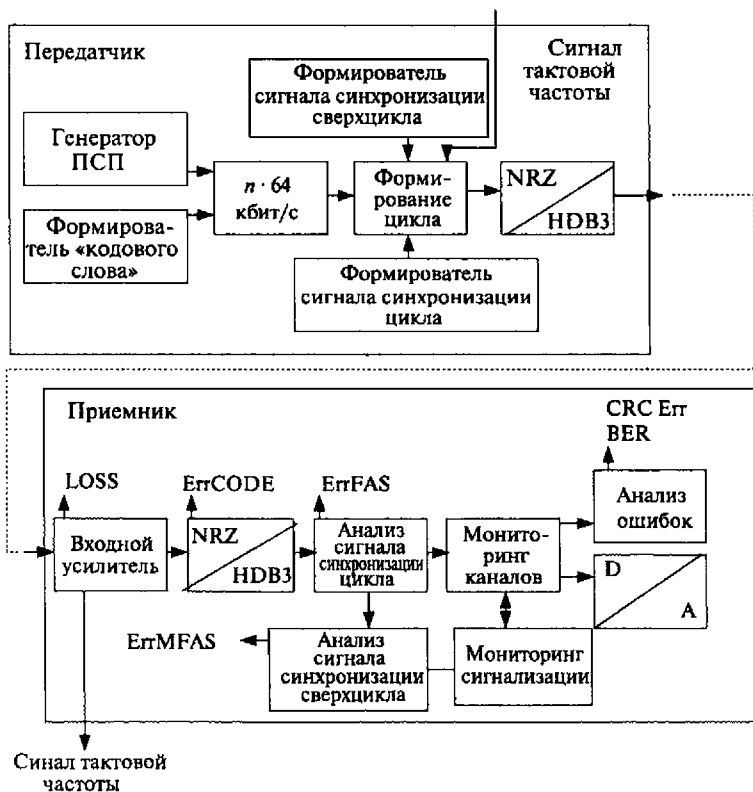 Передатчик
Сигнал
тактовой
частоты
Формирователь
сигнала синхронизации
сверхцикла
Генератор
ПСП
n · 64
кбит/с
Форми-
рование
цикла
NRZ
HDB3
Формирова-
тель «кодового
слова»
Формирователь
сигнала синхронизации
цикла
Приемник
CRC Err
BER
LOSS
ErrCODE
ErrFAS
Анализ
ошибок
Входной
усилитель
NRZ
HDB3
Анализ
сигнала
синхронизации
цикла
Монито-
ринг
каналов
D
A
ErrMFAS
Анализ
сигнала
синхронизации
сверхцикла
Мониторинг
сигнализации
Синал тактовой
частоты